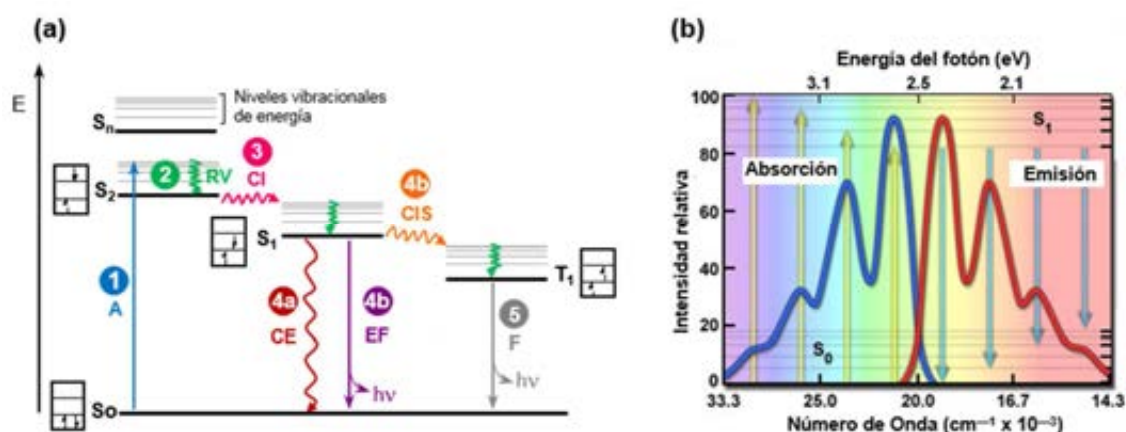 (a)
E
Niveles vibracionales
de energía
Sn
S2
2
RV
3
CI
4b
CIS
S1
T1
1
A
4a
CE
4b
EF
hν
5
F
hν
So
(b)
Energía del fotón (eV)
3.1
2.5
2.1
100
80
60
40
20
0
Intensidad relativa
Absorción
Emisión
S1
S0
33.3
25.0
20.0
16.7
14.3
Número de Onda (cm⁻¹ x 10⁻³)